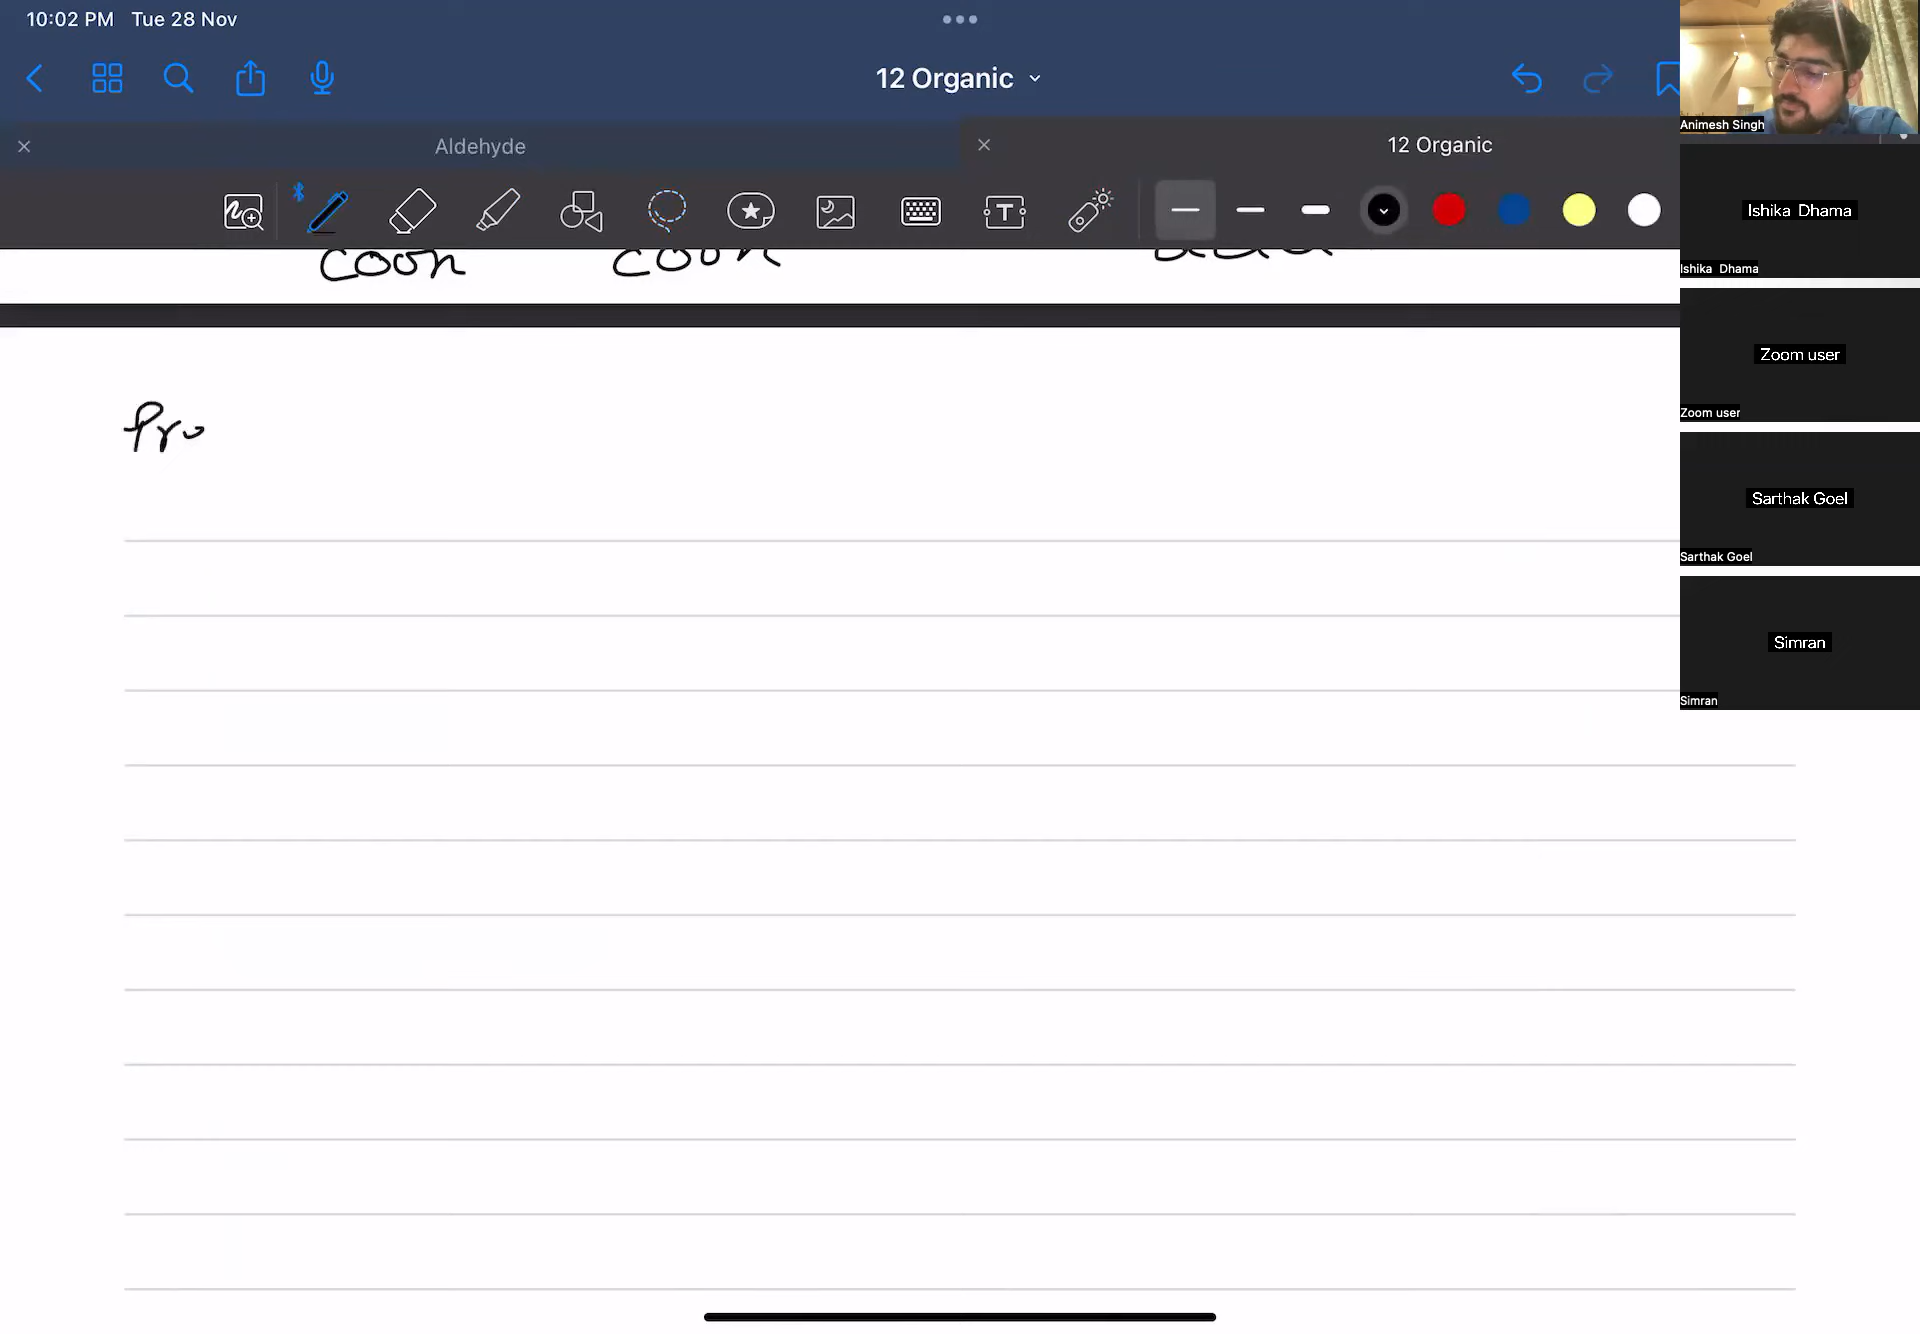 10:02 PM Tue 28 Nov
12 Organic
Aldehyde
12 Organic
T
COOH COOH
Pro
Animesh Singh
Ishika Dhama
Ishika Dhama
Zoom user
Zoom user
Sarthak Goel
Sarthak Goel
Simran
Simran